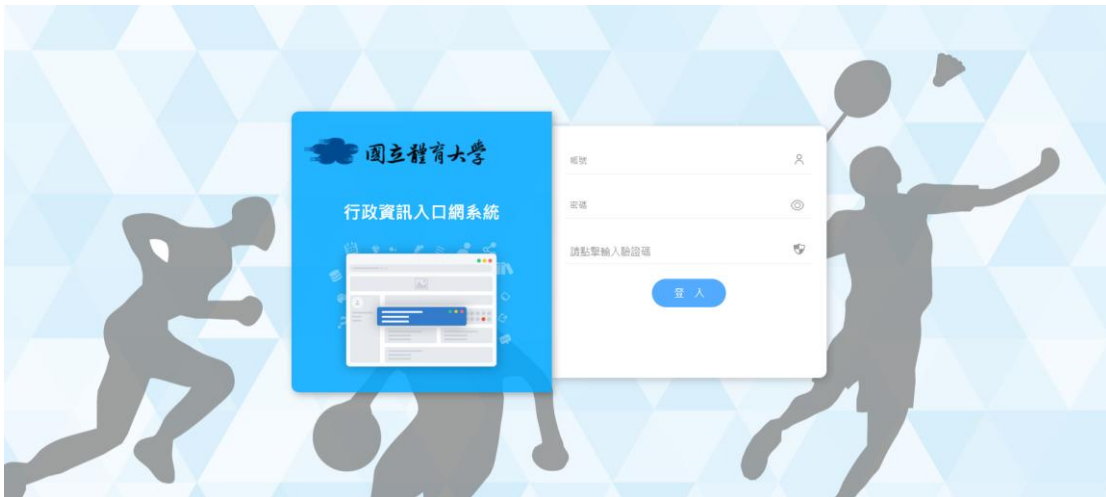 國立體育大學
行政資訊入口網系統
帳號
密碼
請點擊輸入驗證碼
登 入